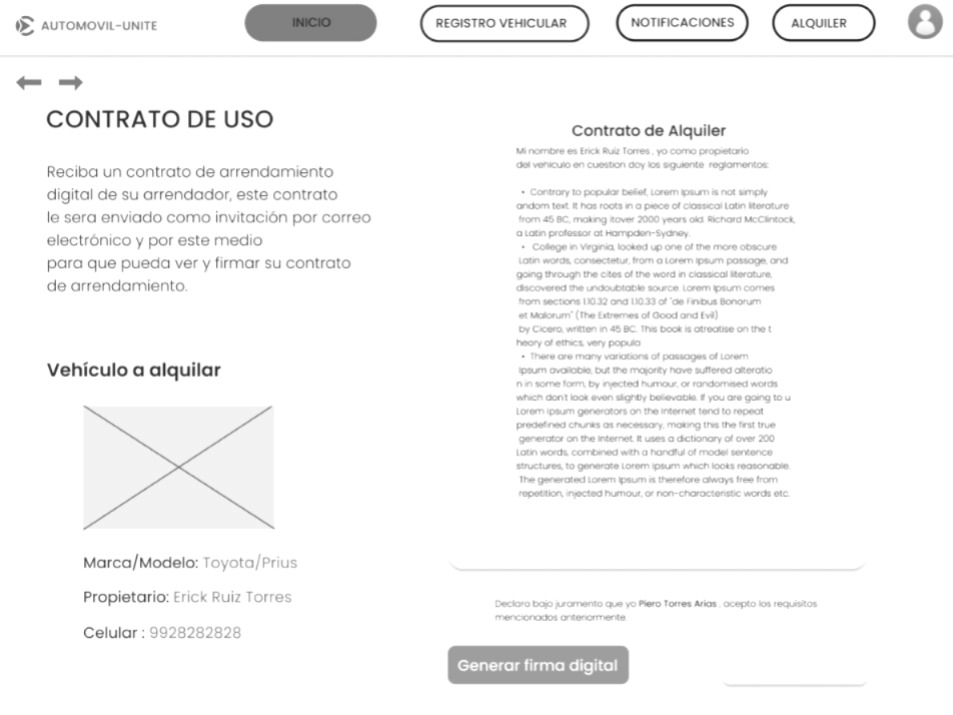 AUTOMOVIL-UNITE
INICIO
REGISTRO VEHICULAR
NOTIFICACIONES
ALQUILER
CONTRATO DE USO
Reciba un contrato de arrendamiento
digital de su arrendador, este contrato
le sera enviado como invitación por correo
electrónico y por este medio
para que pueda ver y firmar su contrato
de arrendamiento.
Vehículo a alquilar
Marca/Modelo: Toyota/Prius
Propietario: Erick Ruiz Torres
Celular : 9928282828
Contrato de Alquiler
Mi nombre es Erick Ruiz Torres , yo como propietario
del vehiculo en cuestion doy los siguiente reglamentos:
• Contrary to popular belief, Lorem Ipsum is not simply
andom text. It has roots in a piece of classical Latin literature
from 45 BC, making itover 2000 years old. Richard McClintock,
a Latin professor at Hampden-Sydney.
• College in Virginia, looked up one of the more obscure
Latin words, consectetur, from a Lorem Ipsum passage, and
going through the cites of the word in classical literature,
discovered the undoubtable source. Lorem Ipsum comes
from sections 1.10.32 and 1.10.33 of "de Finibus Bonorum
et Malorum" (The Extremes of Good and Evil)
by Cicero, written in 45 BC. This book is atreatise on the t
heory of ethics, very popula
• There are many variations of passages of Lorem
Ipsum available, but the majority have suffered alteratio
n in some form, by injected humour, or randomised words
which don't look even slightly believable. If you are going to u
Lorem Ipsum generators on the Internet tend to repeat
predefined chunks as necessary, making this the first true
generator on the Internet. It uses a dictionary of over 200
Latin words, combined with a handful of model sentence
structures, to generate Lorem Ipsum which looks reasonable.
The generated Lorem Ipsum is therefore always free from
repetition, injected humour, or non-characteristic words etc.
Declaro bajo juramento que yo Piero Torres Arias , acepto los requisitos
mencionados anteriormente.
Generar firma digital